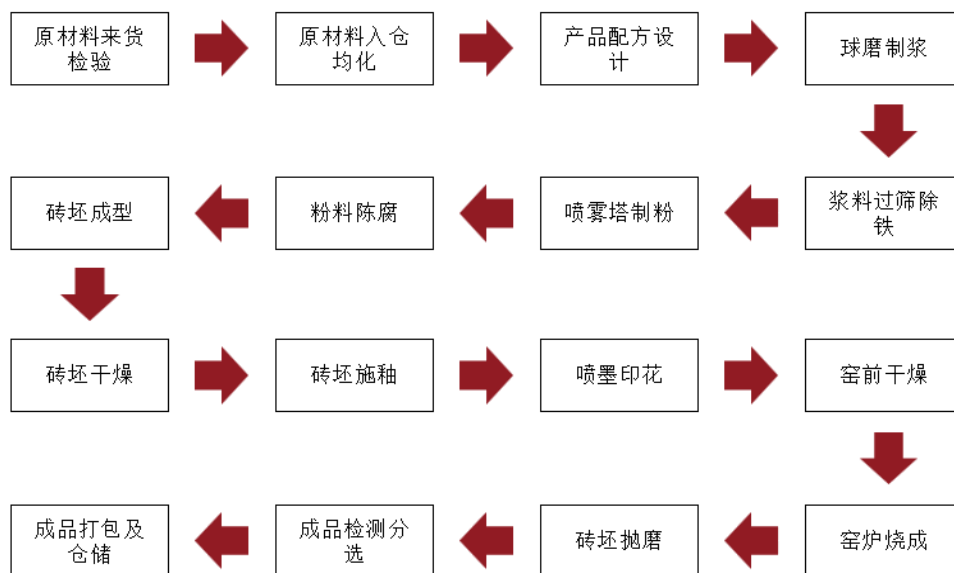 原材料来货
检验
原材料入仓
均化
产品配方设
计
球磨制浆
浆料过筛除
铁
喷雾塔制粉
粉料陈腐
砖坯成型
砖坯干燥
砖坯施釉
喷墨印花
窑前干燥
窑炉烧成
砖坯抛磨
成品检测分
选
成品打包及
仓储